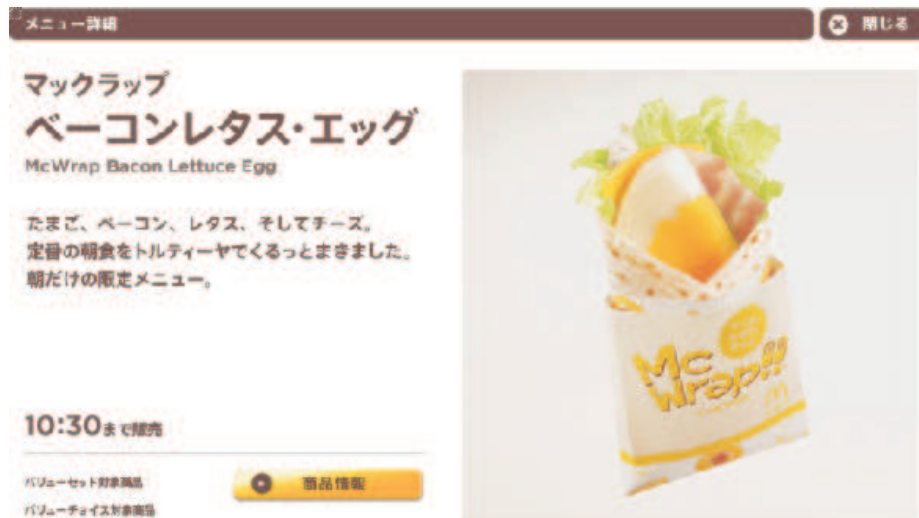 メニュー詳細
閉じる
マックラップ
ベーコンレタス・エッグ
McWrap Bacon Lettuce Egg
たまご、ベーコン、レタス、そしてチーズ。
定番の朝食をトルティーヤでくるっとまきました。
朝だけの限定メニュー。
Mc
Wrap!!
10:30まで販売
バリューセット対象商品
商品情報
バリューチョイス対象商品